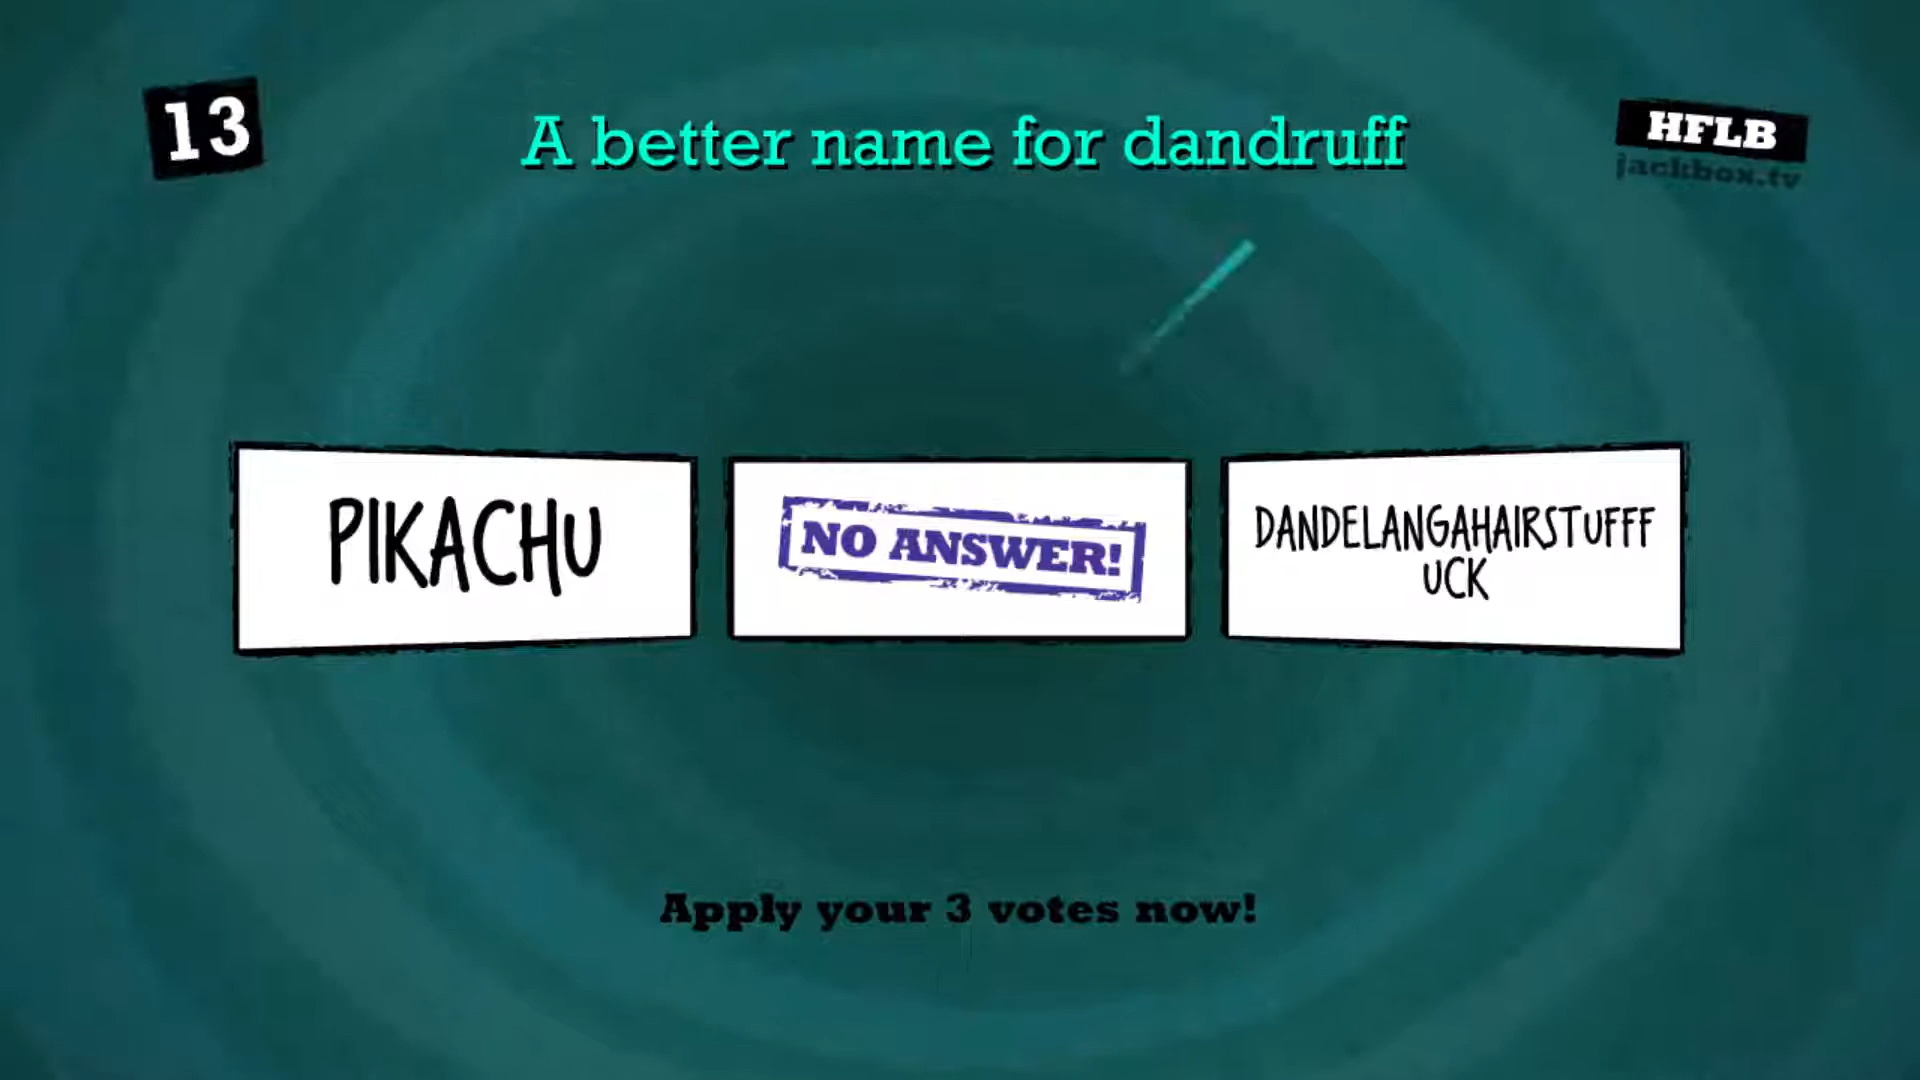 13
A better name for dandruff
HFLB
jackbox.tv
PIKACHU
NO ANSWER!
DANDELANGAHAIRSTUFFF
UCK
Apply your 3 votes now!